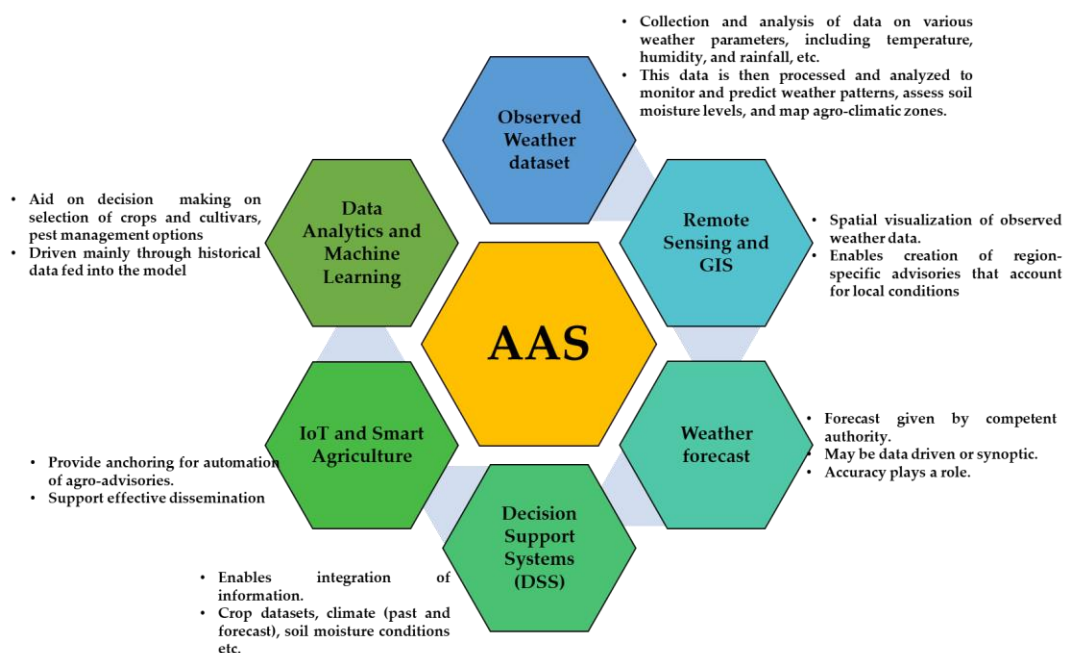 • Collection and analysis of data on various
weather parameters, including temperature,
humidity, and rainfall, etc.
• This data is then processed and analyzed to
monitor and predict weather patterns, assess soil
moisture levels, and map agro-climatic zones.
Observed
Weather
dataset
• Aid on decision making on
selection of crops and cultivars,
pest management options
• Driven mainly through historical
data fed into the model
Data
Analytics and
Machine
Learning
Remote
Sensing and
GIS
• Spatial visualization of observed
weather data.
• Enables creation of region-
specific advisories that account
for local conditions
AAS
• Provide anchoring for automation
of agro-advisories.
• Support effective dissemination
IoT and Smart
Agriculture
Weather
forecast
• Forecast given by competent
authority.
• May be data driven or synoptic.
• Accuracy plays a role.
Decision
Support
Systems
(DSS)
• Enables integration of
information.
• Crop datasets, climate (past and
forecast), soil moisture conditions
etc.